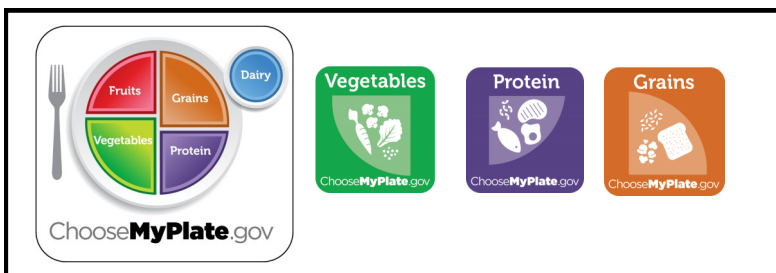 Dairy
Fruits
Grains
Vegetables
Protein
ChooseMyPlate.gov
Vegetables
ChooseMyPlate.gov
Protein
ChooseMyPlate.gov
Grains
ChooseMyPlate.gov